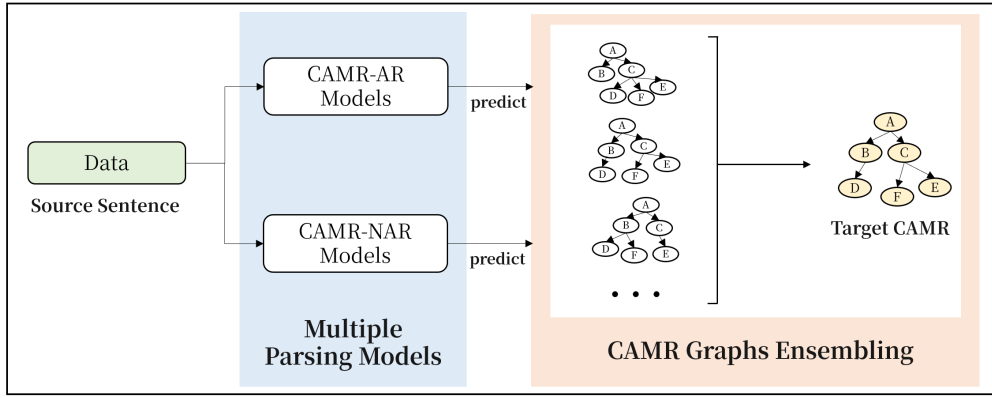 Data
Source Sentence
CAMR-AR
Models
CAMR-NAR
Models
Multiple
Parsing Models
predict
predict
A
B
C
D
F
E
A
B
C
D
F
E
A
B
C
D
F
E
• • •
CAMR Graphs Ensembling
A
B
C
D
F
E
Target CAMR